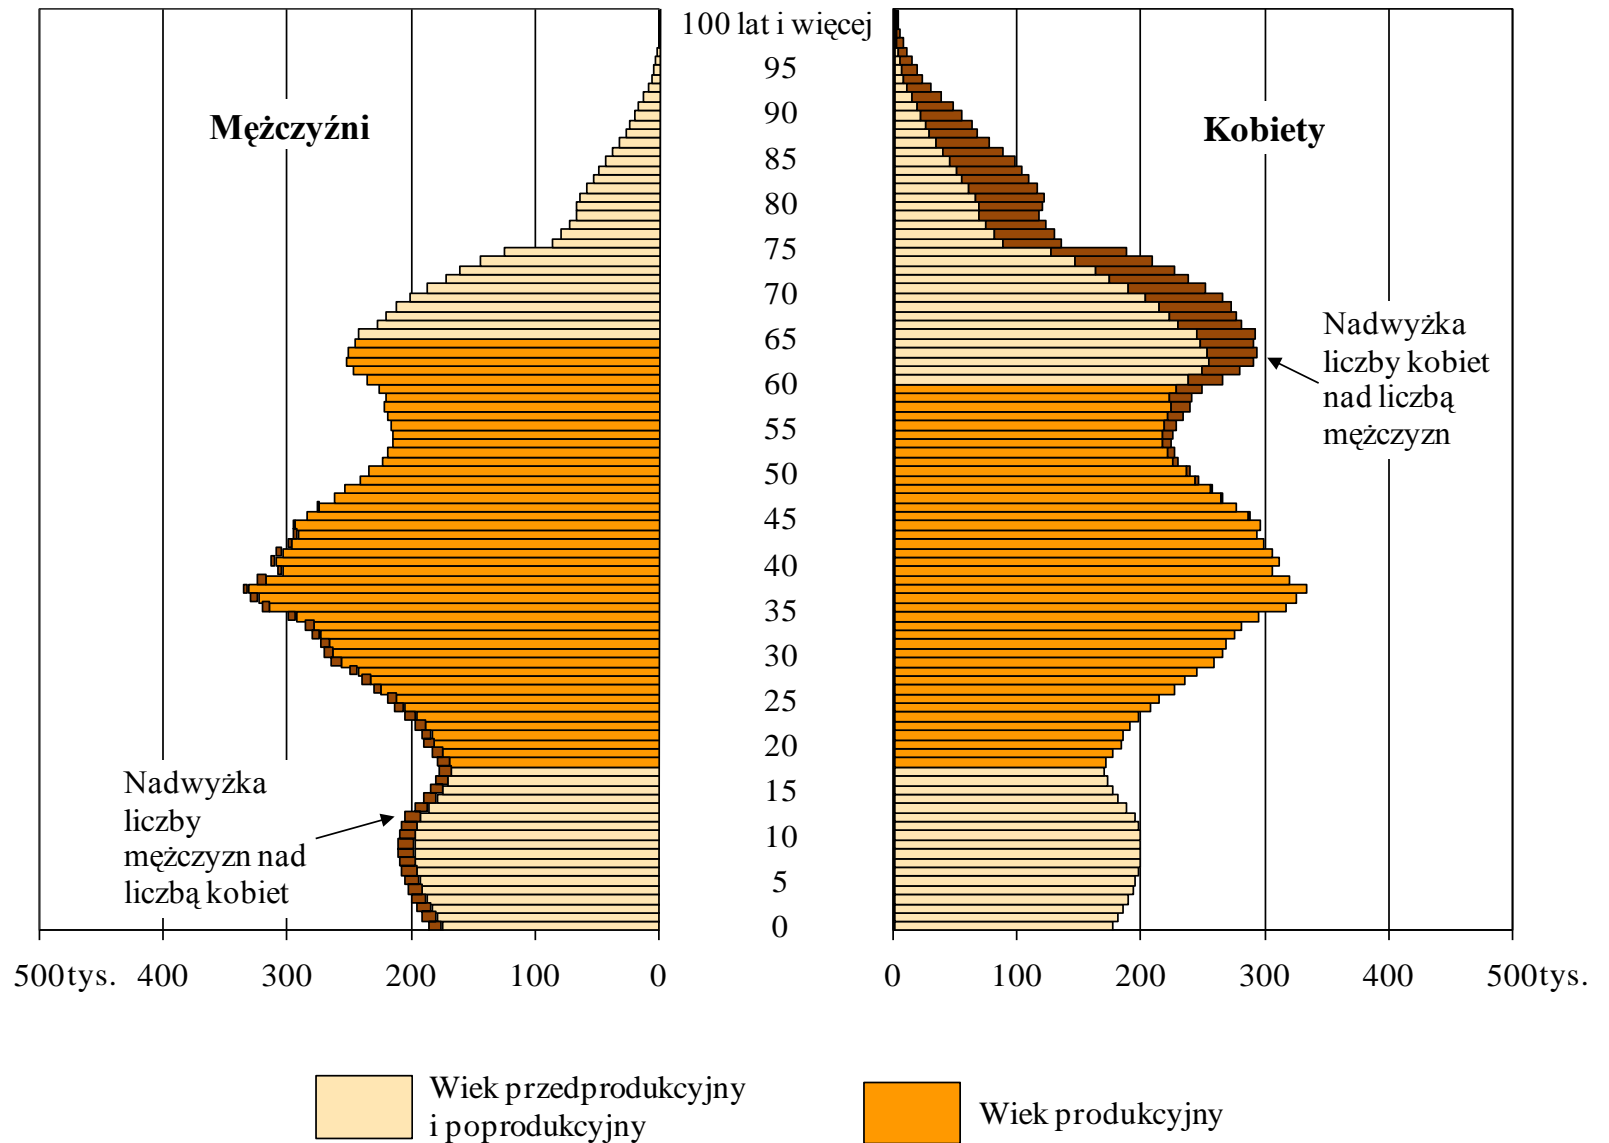 100 lat i więcej
Mężczyźni
Kobiety
95
90
85
80
75
70
65
60
55
50
45
40
35
30
25
20
15
10
5
0
Nadwyżka
liczby kobiet
nad liczbą
mężczyzn
Nadwyżka
liczby
mężczyzn nad
liczbą kobiet
500tys. 400 300 200 100 0
0 100 200 300 400 500tys.
Wiek przedprodukcyjny
i poprodukcyjny
Wiek produkcyjny